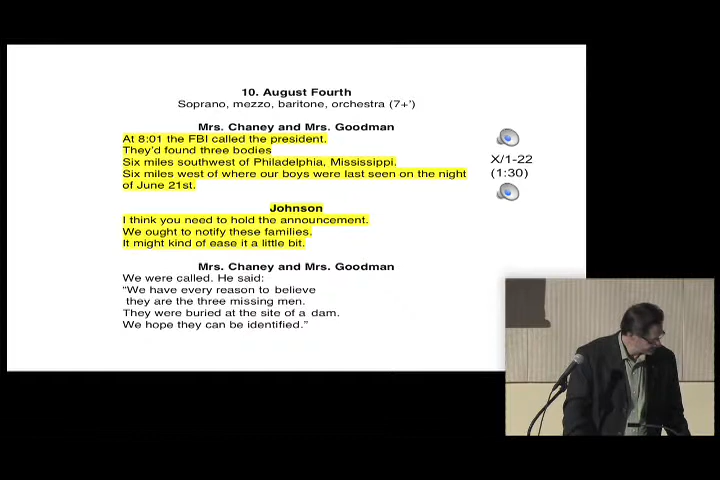 10. August Fourth
Soprano, mezzo, baritone, orchestra (7+')
Mrs. Chaney and Mrs. Goodman
At 8:01 the FBI called the president.
They'd found three bodies
Six miles southwest of Philadelphia, Mississippi.
Six miles west of where our boys were last seen on the night
of June 21st.
X/1-22
(1:30)
Johnson
I think you need to hold the announcement.
We ought to notify these families.
It might kind of ease it a little bit.
Mrs. Chaney and Mrs. Goodman
We were called. He said:
“We have every reason to believe
they are the three missing men.
They were buried at the site of a dam.
We hope they can be identified.”